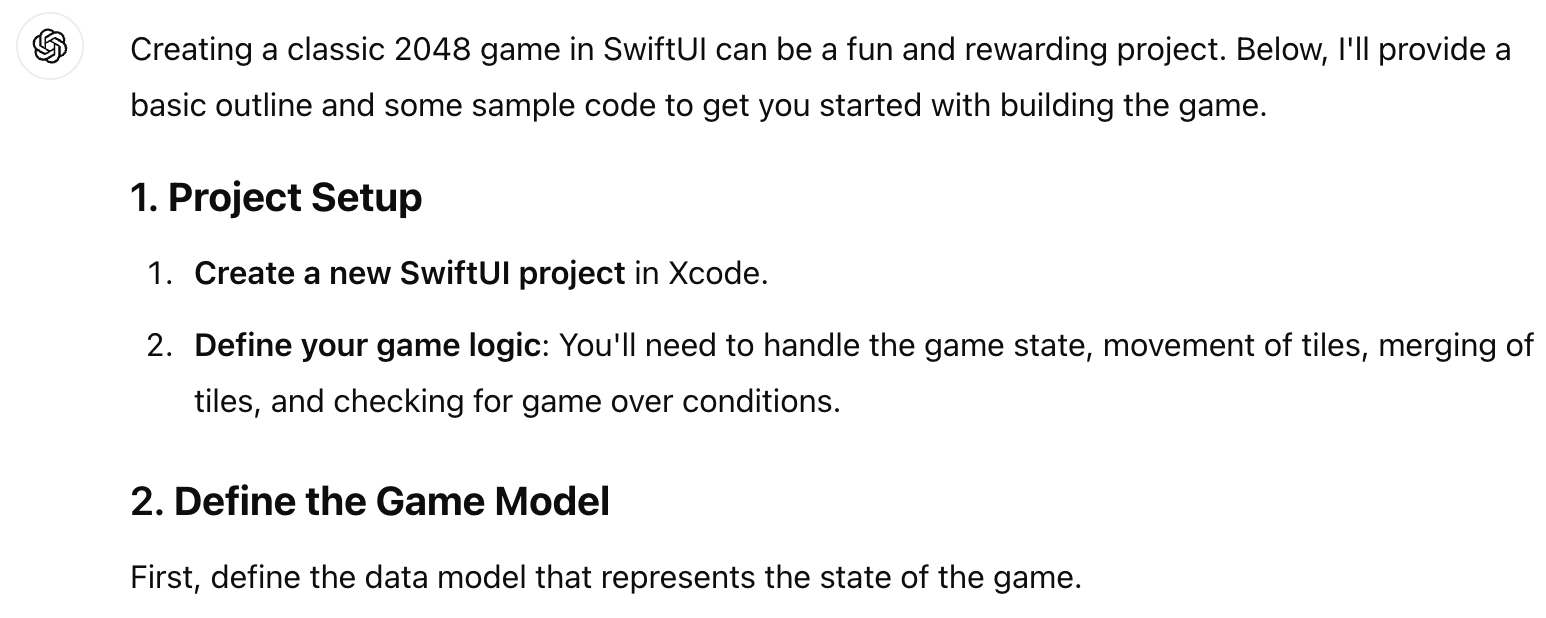 Creating a classic 2048 game in SwiftUI can be a fun and rewarding project. Below, I'll provide a
basic outline and some sample code to get you started with building the game.
1. Project Setup
1. Create a new SwiftUI project in Xcode.
2. Define your game logic: You'll need to handle the game state, movement of tiles, merging of
tiles, and checking for game over conditions.
2. Define the Game Model
First, define the data model that represents the state of the game.